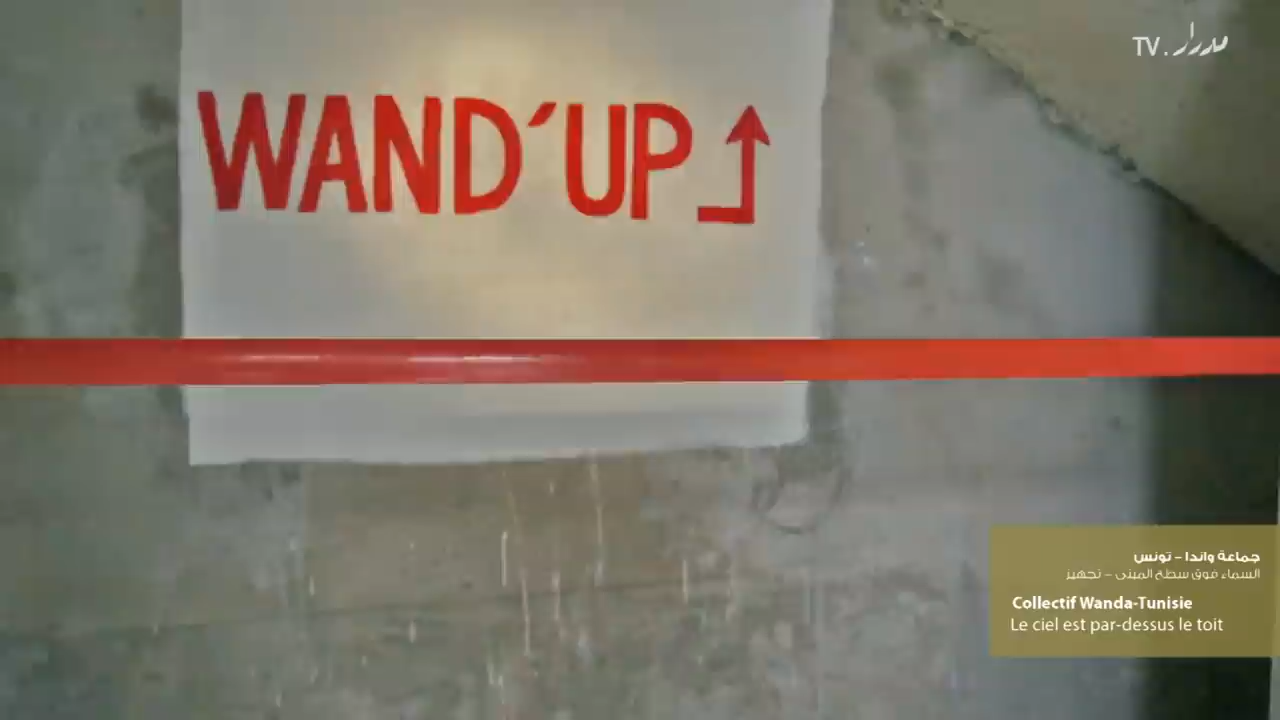 TV. مدرار
WAND'UP
جماعة واندا - تونس
السماء فوق سطح المبنى - تجهيز
Collectif Wanda-Tunisie
Le ciel est par-dessus le toit